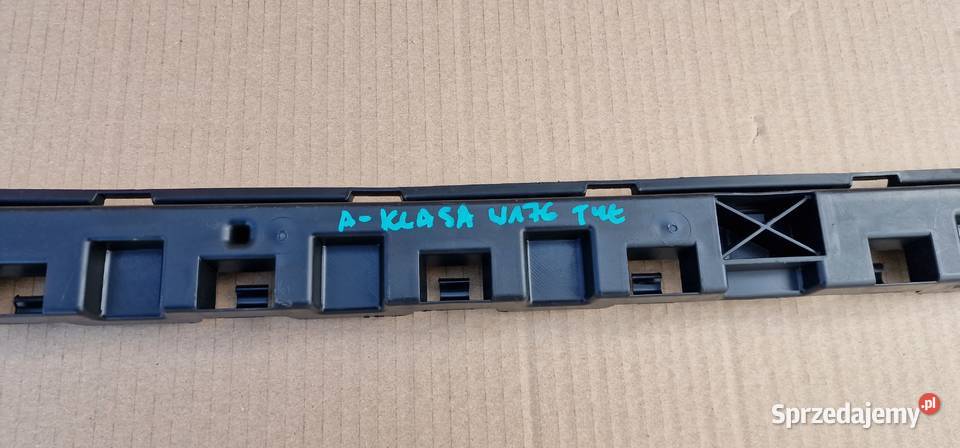 A-KLASA W176 TYŁ
Sprzedajemy.pl